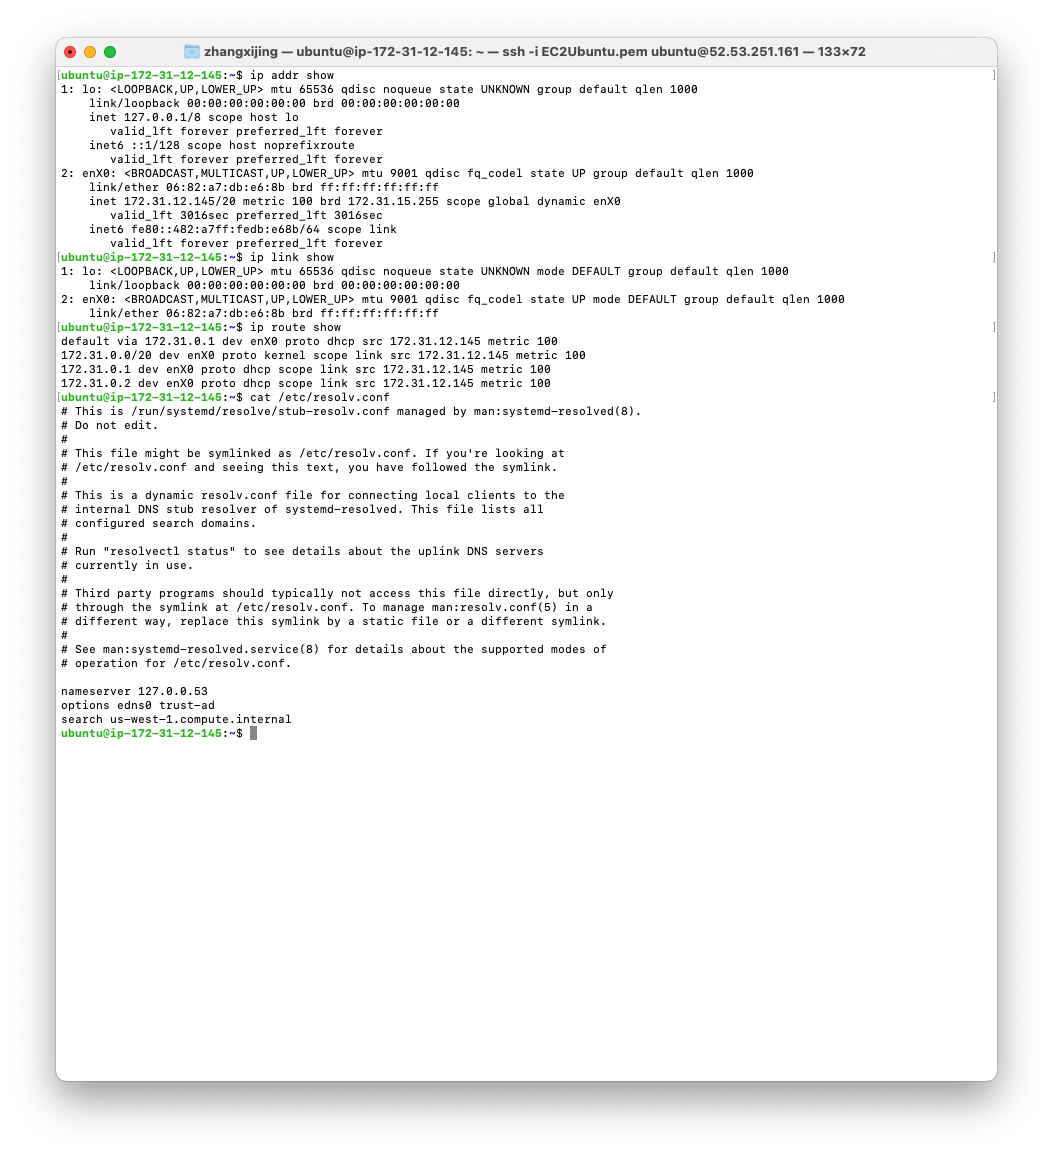 zhangxijing — ubuntu@ip-172-31-12-145: ~ — ssh -i EC2Ubuntu.pem ubuntu@52.53.251.161 — 133×72
[ubuntu@ip-172-31-12-145:~$ ip addr show ]
1: lo: <LOOPBACK,UP,LOWER_UP> mtu 65536 qdisc noqueue state UNKNOWN group default qlen 1000
    link/loopback 00:00:00:00:00:00 brd 00:00:00:00:00:00
    inet 127.0.0.1/8 scope host lo
       valid_lft forever preferred_lft forever
    inet6 ::1/128 scope host noprefixroute
       valid_lft forever preferred_lft forever
2: enX0: <BROADCAST,MULTICAST,UP,LOWER_UP> mtu 9001 qdisc fq_codel state UP group default qlen 1000
    link/ether 06:82:a7:db:e6:8b brd ff:ff:ff:ff:ff:ff
    inet 172.31.12.145/20 metric 100 brd 172.31.15.255 scope global dynamic enX0
       valid_lft 3016sec preferred_lft 3016sec
    inet6 fe80::482:a7ff:fedb:e68b/64 scope link
       valid_lft forever preferred_lft forever
[ubuntu@ip-172-31-12-145:~$ ip link show ]
1: lo: <LOOPBACK,UP,LOWER_UP> mtu 65536 qdisc noqueue state UNKNOWN mode DEFAULT group default qlen 1000
    link/loopback 00:00:00:00:00:00 brd 00:00:00:00:00:00
2: enX0: <BROADCAST,MULTICAST,UP,LOWER_UP> mtu 9001 qdisc fq_codel state UP mode DEFAULT group default qlen 1000
    link/ether 06:82:a7:db:e6:8b brd ff:ff:ff:ff:ff:ff
[ubuntu@ip-172-31-12-145:~$ ip route show ]
default via 172.31.0.1 dev enX0 proto dhcp src 172.31.12.145 metric 100
172.31.0.0/20 dev enX0 proto kernel scope link src 172.31.12.145 metric 100
172.31.0.1 dev enX0 proto dhcp scope link src 172.31.12.145 metric 100
172.31.0.2 dev enX0 proto dhcp scope link src 172.31.12.145 metric 100
[ubuntu@ip-172-31-12-145:~$ cat /etc/resolv.conf ]
# This is /run/systemd/resolve/stub-resolv.conf managed by man:systemd-resolved(8).
# Do not edit.
#
# This file might be symlinked as /etc/resolv.conf. If you're looking at
# /etc/resolv.conf and seeing this text, you have followed the symlink.
#
# This is a dynamic resolv.conf file for connecting local clients to the
# internal DNS stub resolver of systemd-resolved. This file lists all
# configured search domains.
#
# Run "resolvectl status" to see details about the uplink DNS servers
# currently in use.
#
# Third party programs should typically not access this file directly, but only
# through the symlink at /etc/resolv.conf. To manage man:resolv.conf(5) in a
# different way, replace this symlink by a static file or a different symlink.
#
# See man:systemd-resolved.service(8) for details about the supported modes of
# operation for /etc/resolv.conf.

nameserver 127.0.0.53
options edns0 trust-ad
search us-west-1.compute.internal
ubuntu@ip-172-31-12-145:~$